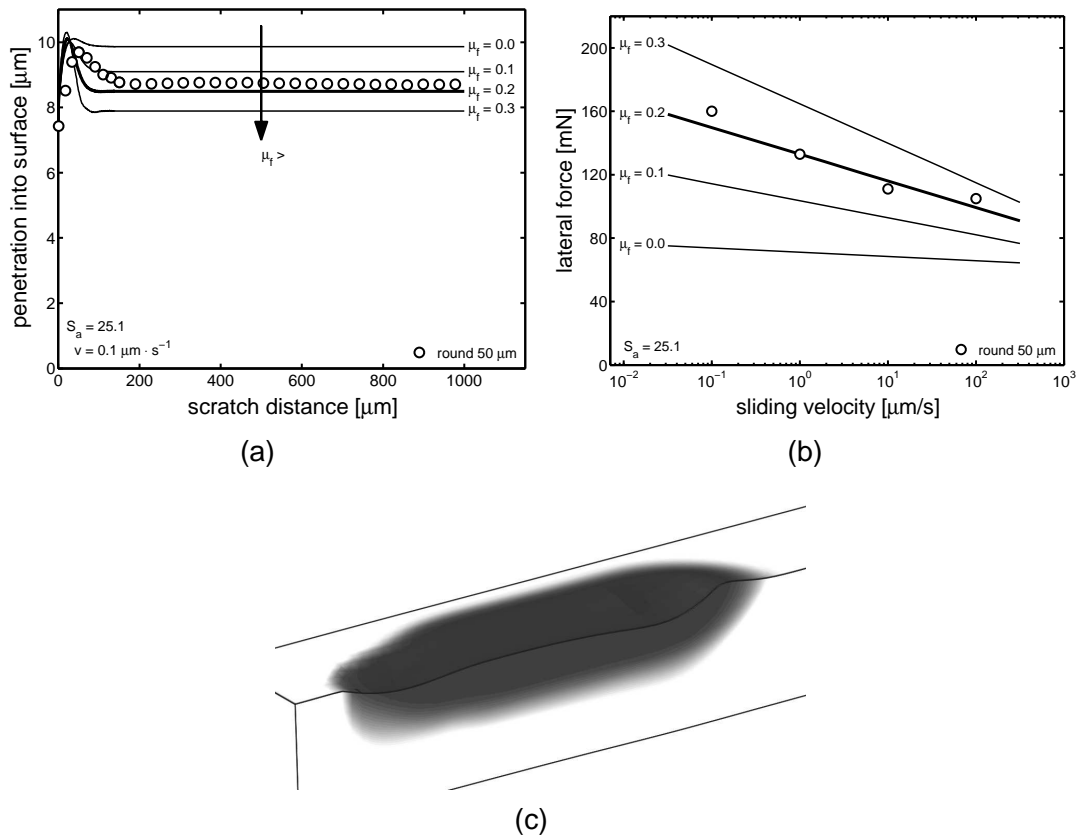 10
8
6
4
2
0
penetration into surface [μm]
μf = 0.0
μf = 0.1
μf = 0.2
μf = 0.3
μf >
Sa = 25.1
v = 0.1 μm · s−1
round 50 μm
0 200 400 600 800 1000
scratch distance [μm]
(a)
200
160
120
80
40
0
lateral force [mN]
μf = 0.3
μf = 0.2
μf = 0.1
μf = 0.0
Sa = 25.1
round 50 μm
10−2 10−1 100 101 102 103
sliding velocity [μm/s]
(b)
(c)